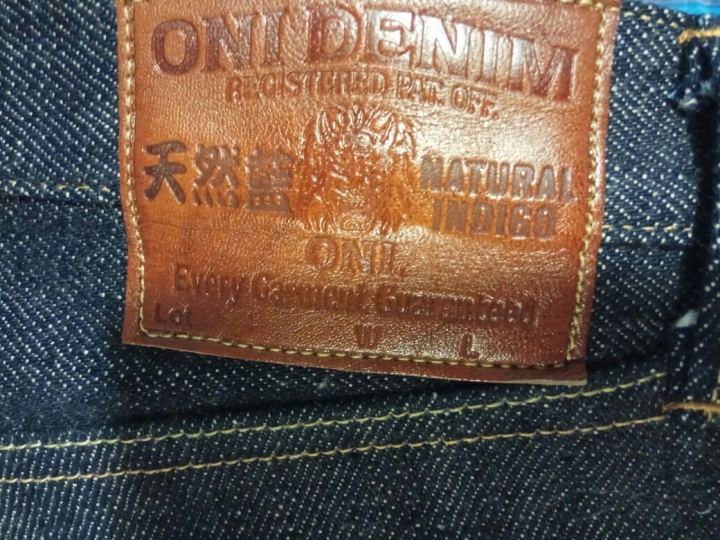 ONI DENIM
REGISTERED PAT. OFF.
天然藍
NATURAL
INDIGO
ONI.
Every Garment Guaranteed
Lot W L